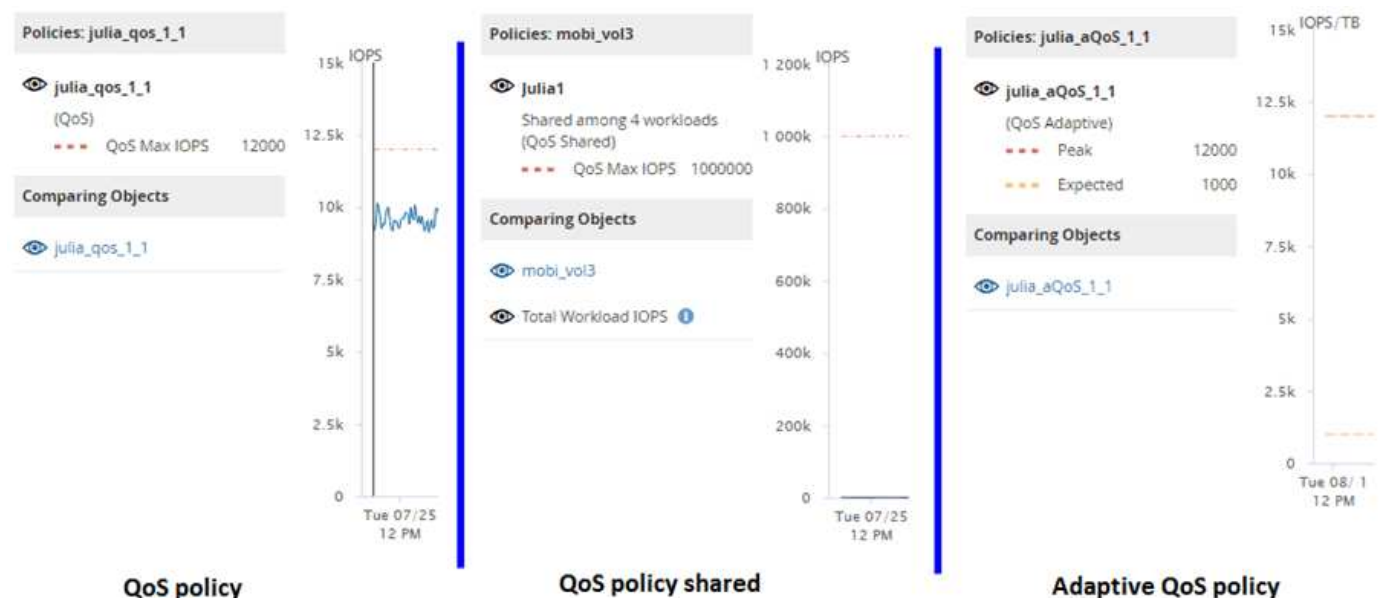 Policies: julia_qos_1_1
julia_qos_1_1
(QoS)
QoS Max IOPS 12000
Comparing Objects
julia_qos_1_1
IOPS
15k
12.5k
10k
7.5k
5k
2.5k
0
Tue 07/25
12 PM
QoS policy
Policies: mobi_vol3
Julia1
Shared among 4 workloads
(QoS Shared)
QoS Max IOPS 1000000
Comparing Objects
mobi_vol3
Total Workload IOPS i
IOPS
1 200k
1 000k
800k
600k
400k
200k
0
Tue 07/25
12 PM
QoS policy shared
Policies: julia_aQoS_1_1
julia_aQoS_1_1
(QoS Adaptive)
Peak 12000
Expected 1000
Comparing Objects
julia_aQoS_1_1
IOPS/TB
15k
12.5k
10k
7.5k
5k
2.5k
0
Tue 08/ 1
12 PM
Adaptive QoS policy